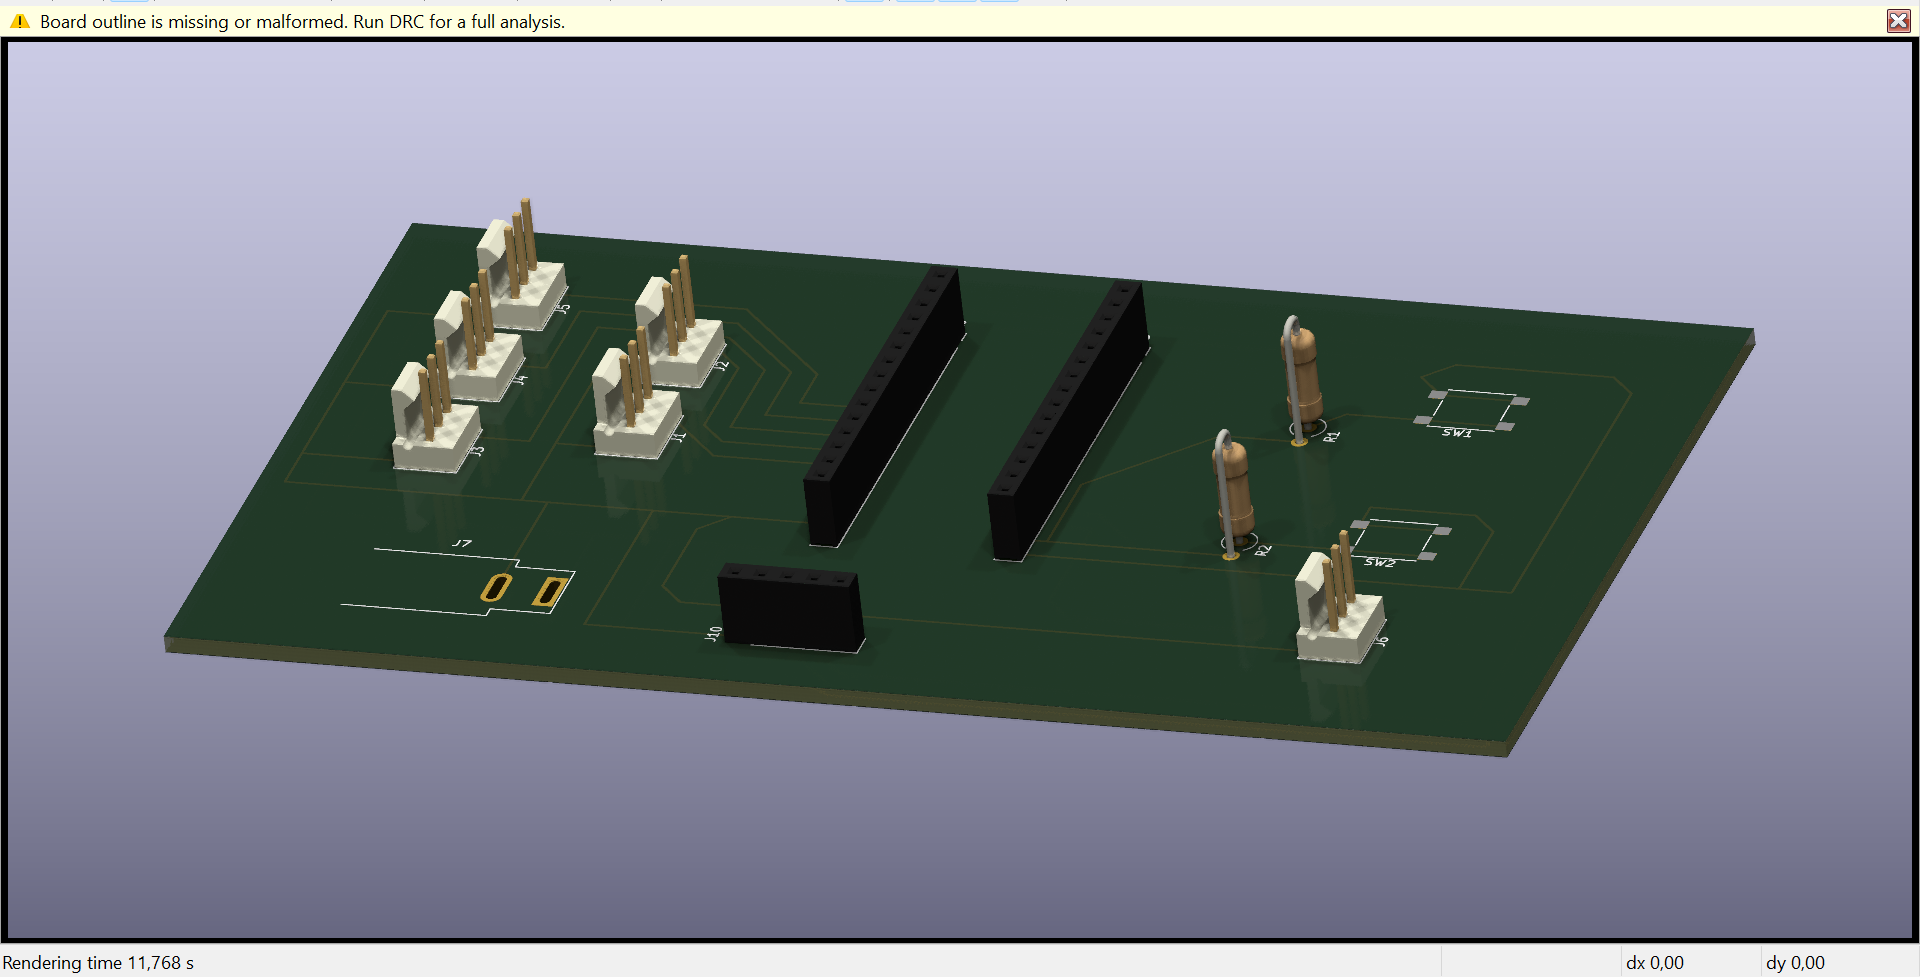 Board outline is missing or malformed. Run DRC for a full analysis.
J5
J2
J4
J1
J3
R1
SW1
J7
R2
SW2
J10
J6
Rendering time 11,768 s
dx 0,00
dy 0,00